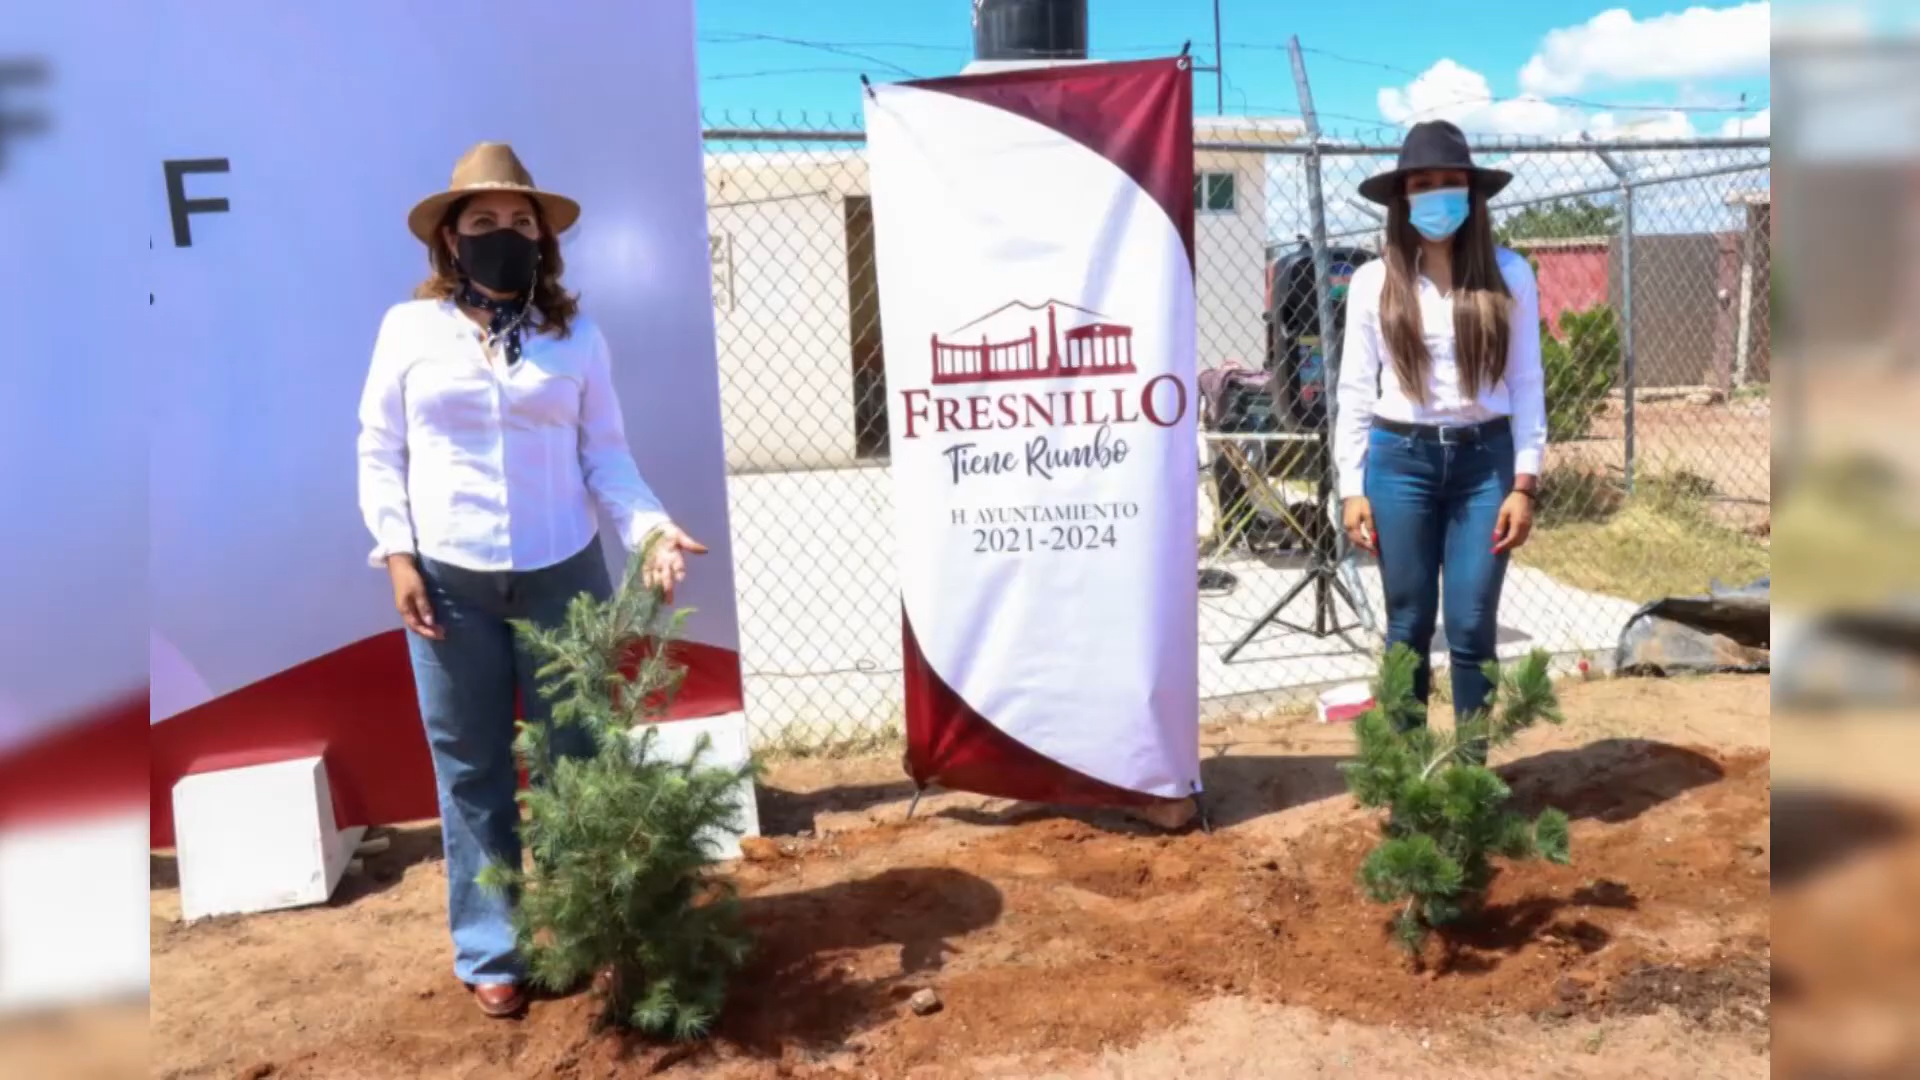 F
FRESNILLO
Tiene Rumbo
H. AYUNTAMIENTO
2021-2024